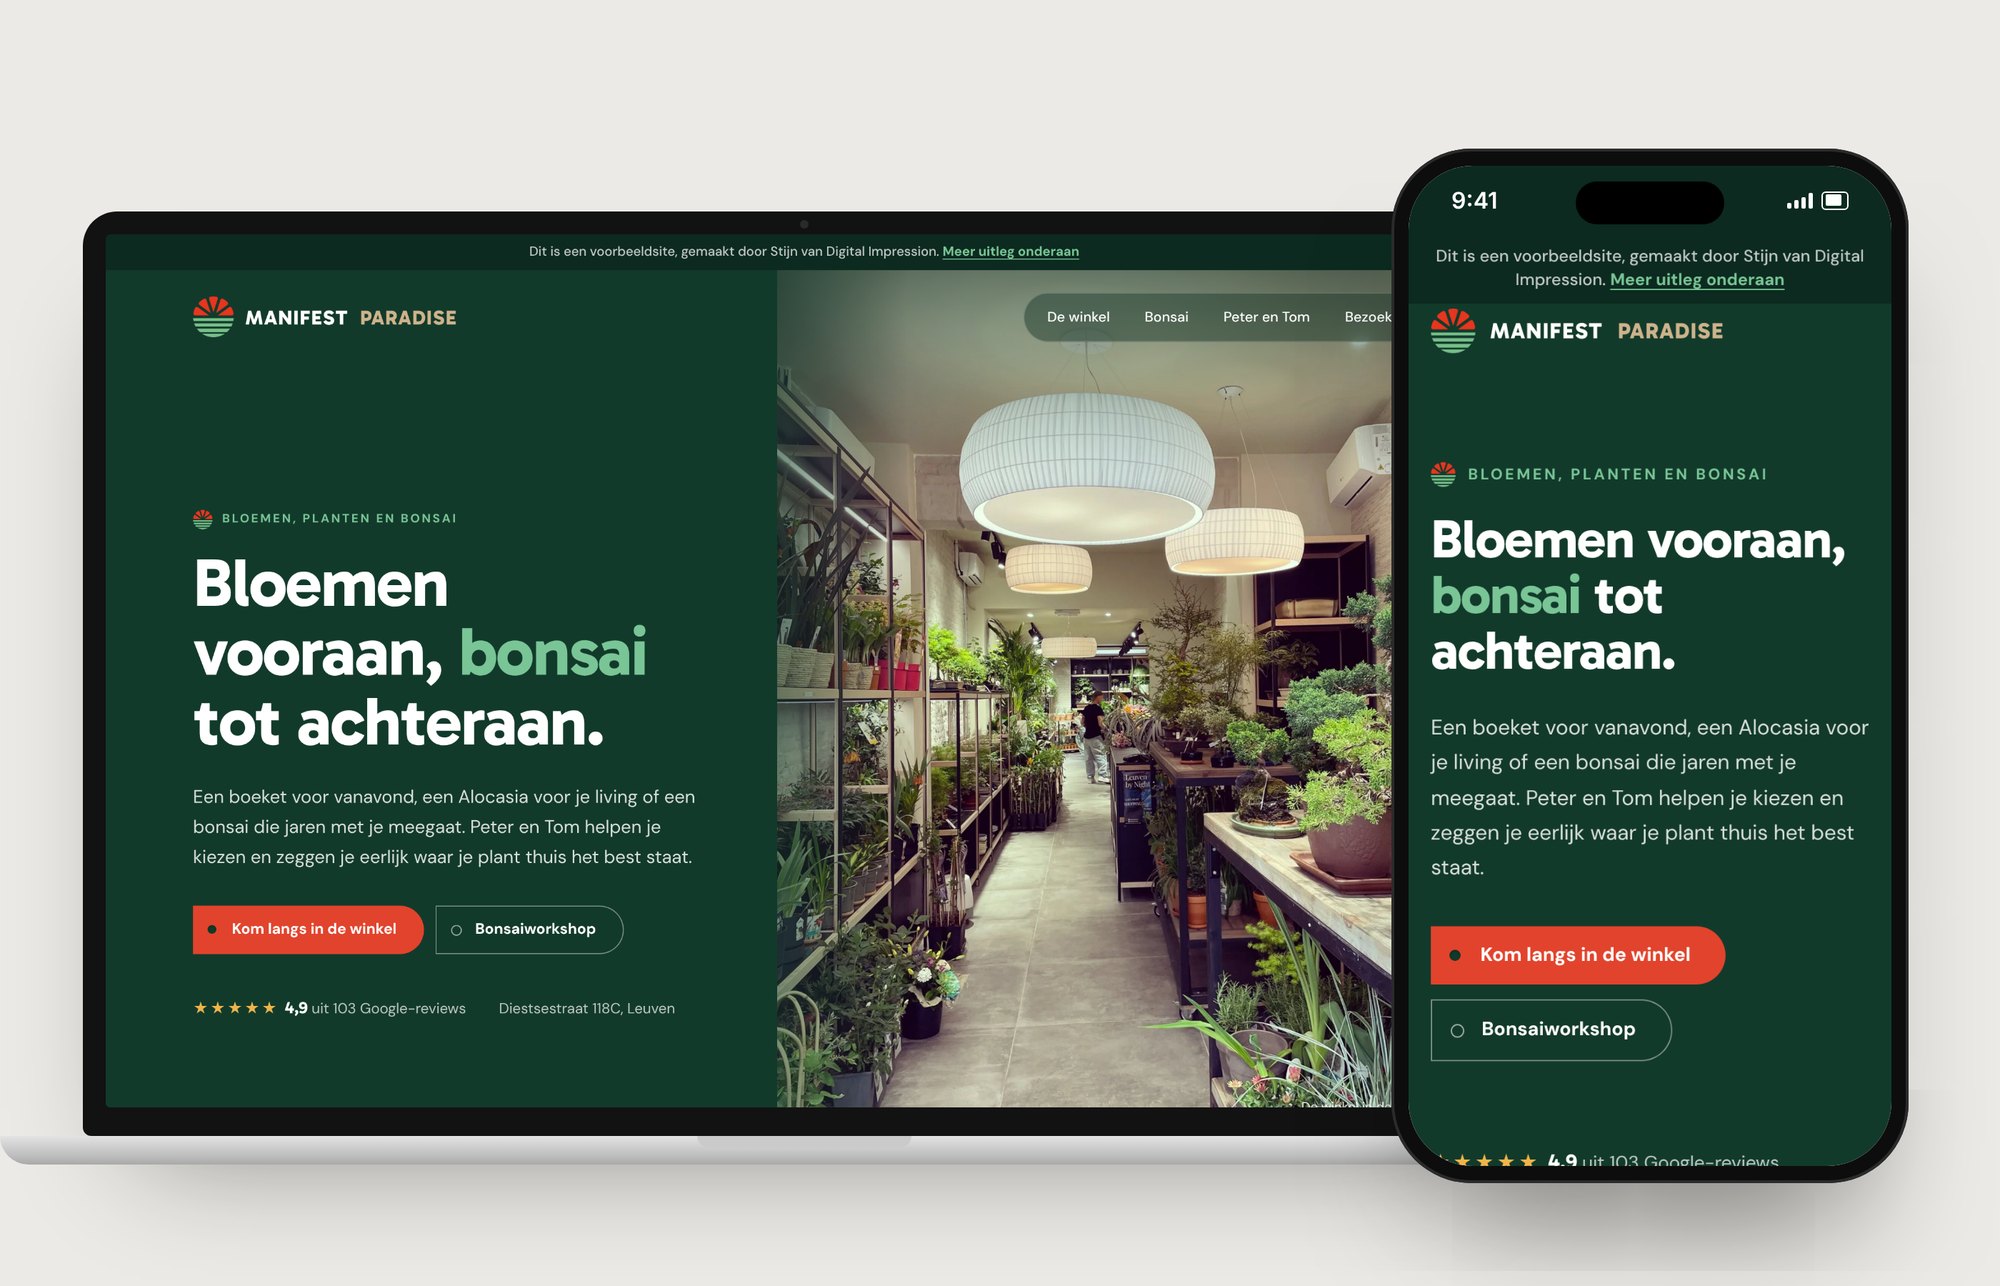 Dit is een voorbeeldsite, gemaakt door Stijn van Digital Impression. Meer uitleg onderaan
MANIFEST PARADISE
De winkel Bonsai Peter en Tom Bezoek
BLOEMEN, PLANTEN EN BONSAI
Bloemen
vooraan, bonsai
tot achteraan.
Een boeket voor vanavond, een Alocasia voor je living of een
bonsai die jaren met je meegaat. Peter en Tom helpen je
kiezen en zeggen je eerlijk waar je plant thuis het best staat.
Kom langs in de winkel
Bonsaiworkshop
★★★★★ 4,9 uit 103 Google-reviews
Diestsestraat 118C, Leuven
Leuven
by Night
9:41
Dit is een voorbeeldsite, gemaakt door Stijn van Digital
Impression. Meer uitleg onderaan
MANIFEST PARADISE
BLOEMEN, PLANTEN EN BONSAI
Bloemen vooraan,
bonsai tot
achteraan.
Een boeket voor vanavond, een Alocasia voor
je living of een bonsai die jaren met je
meegaat. Peter en Tom helpen je kiezen en
zeggen je eerlijk waar je plant thuis het best
staat.
Kom langs in de winkel
Bonsaiworkshop
★★★★★ 4,9 uit 103 Google-reviews